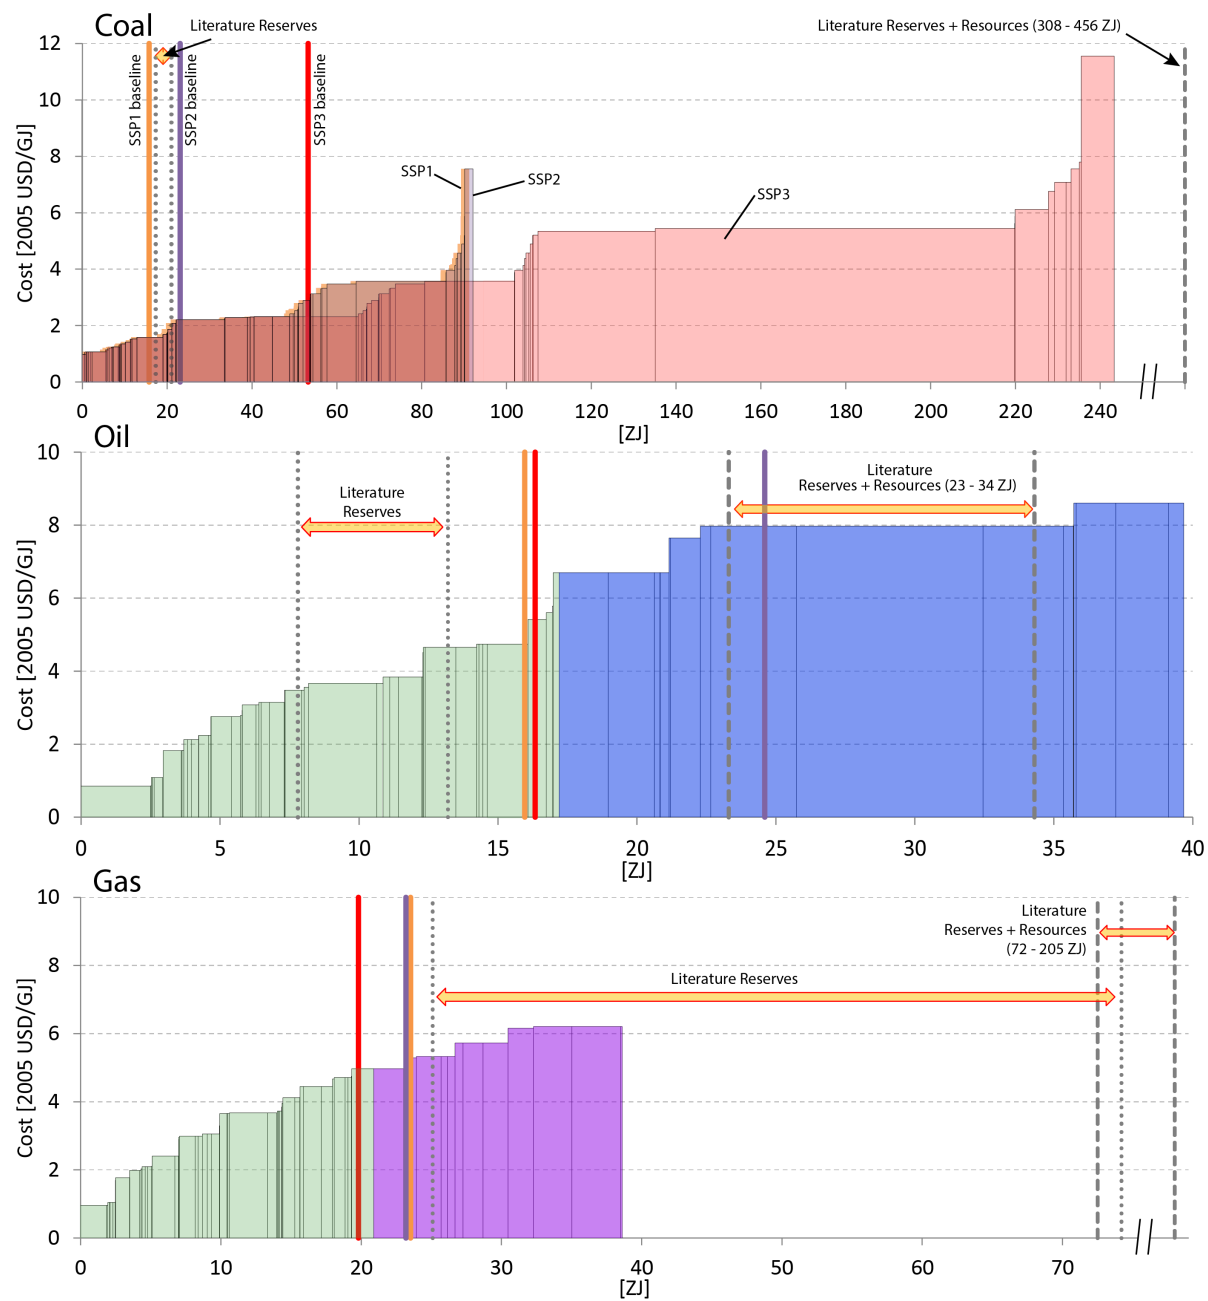 Coal
Literature Reserves
Literature Reserves + Resources (308 - 456 ZJ)
Cost [2005 USD/GJ]
12
10
8
6
4
2
0
SSP1 baseline
SSP2 baseline
SSP3 baseline
SSP1
SSP2
SSP3
0 20 40 60 80 100 120 140 160 180 200 220 240
[ZJ]
Oil
Cost [2005 USD/GJ]
10
8
6
4
2
0
Literature
Reserves
Literature
Reserves + Resources (23 - 34 ZJ)
0 5 10 15 20 25 30 35 40
[ZJ]
Gas
Cost [2005 USD/GJ]
10
8
6
4
2
0
Literature
Reserves + Resources
(72 - 205 ZJ)
Literature Reserves
0 10 20 30 40 50 60 70
[ZJ]